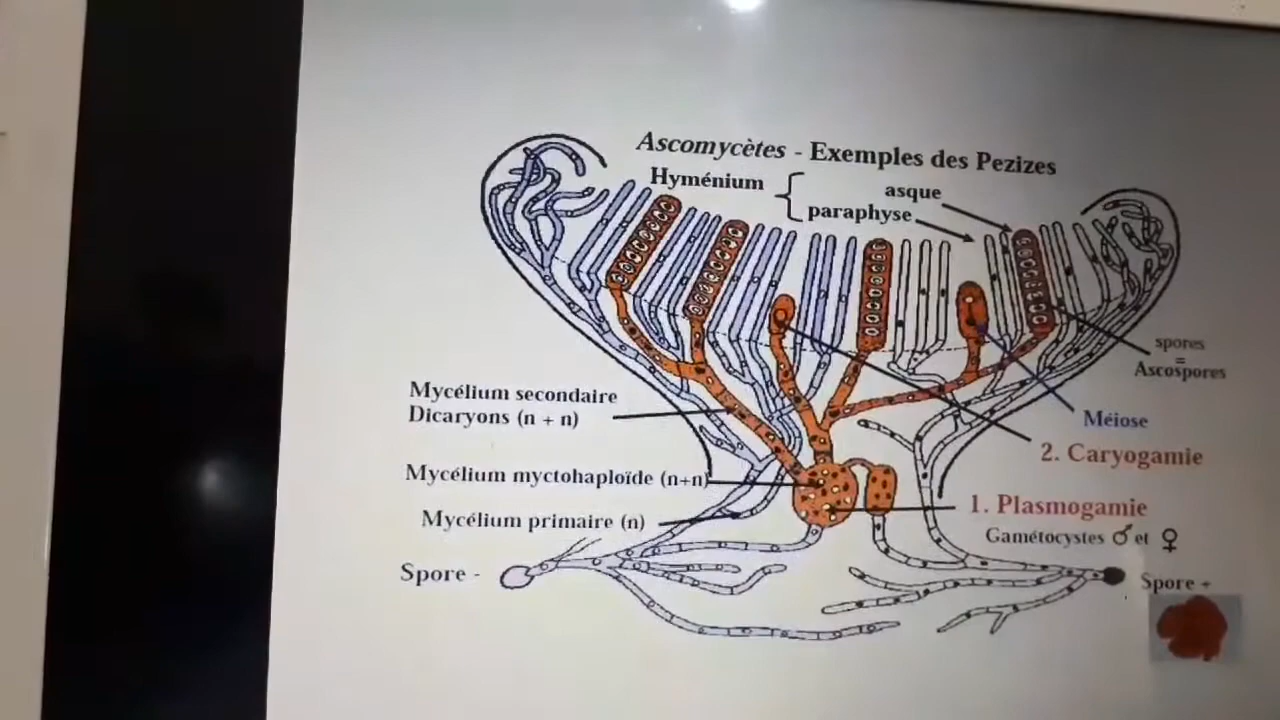 Ascomycètes - Exemples des Pezizes
Hyménium
asque
paraphyse
spores
=
Ascospores
Mycélium secondaire
Dicaryons (n + n)
Méiose
2. Caryogamie
Mycélium myctohaploïde (n+n)
1. Plasmogamie
Mycélium primaire (n)
Gamétocystes ♂ et ♀
Spore -
Spore +